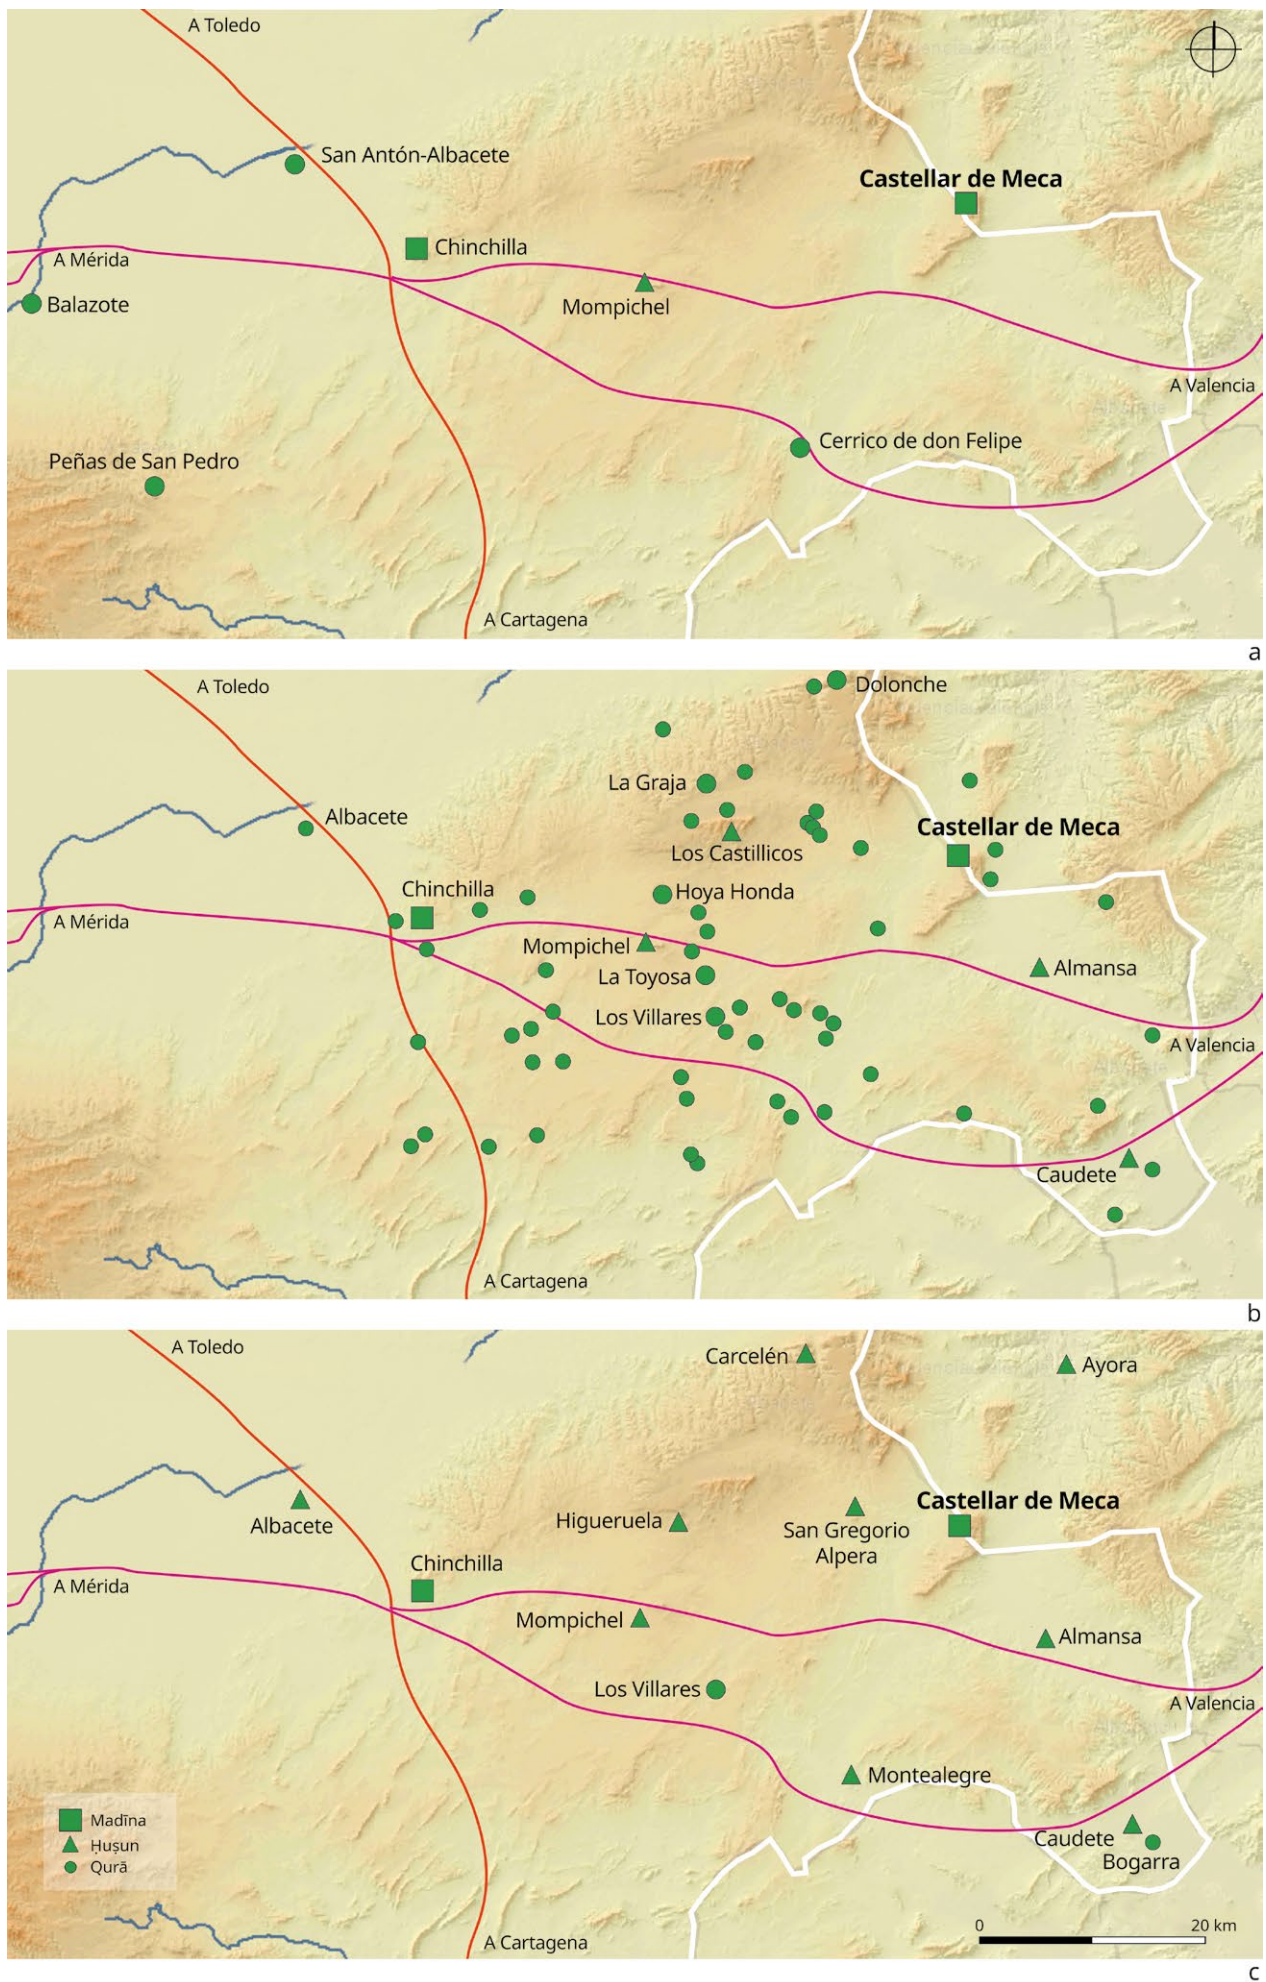 A Toledo
San Antón-Albacete
Castellar de Meca
Chinchilla
A Mérida
Balazote
Mompichel
A Valencia
Cerrico de don Felipe
Peñas de San Pedro
A Cartagena
a
A Toledo
Dolonche
La Graja
Albacete
Castellar de Meca
Los Castillicos
Chinchilla
Hoya Honda
A Mérida
Mompichel
Almansa
La Toyosa
Los Villares
A Valencia
Caudete
A Cartagena
b
A Toledo
Carcelén
Ayora
Castellar de Meca
Albacete
Higueruela
San Gregorio
Alpera
Chinchilla
A Mérida
Mompichel
Almansa
Los Villares
A Valencia
Montealegre
Madīna
Ḥuṣun
Qurā
Caudete
Bogarra
0 20 km
A Cartagena
c